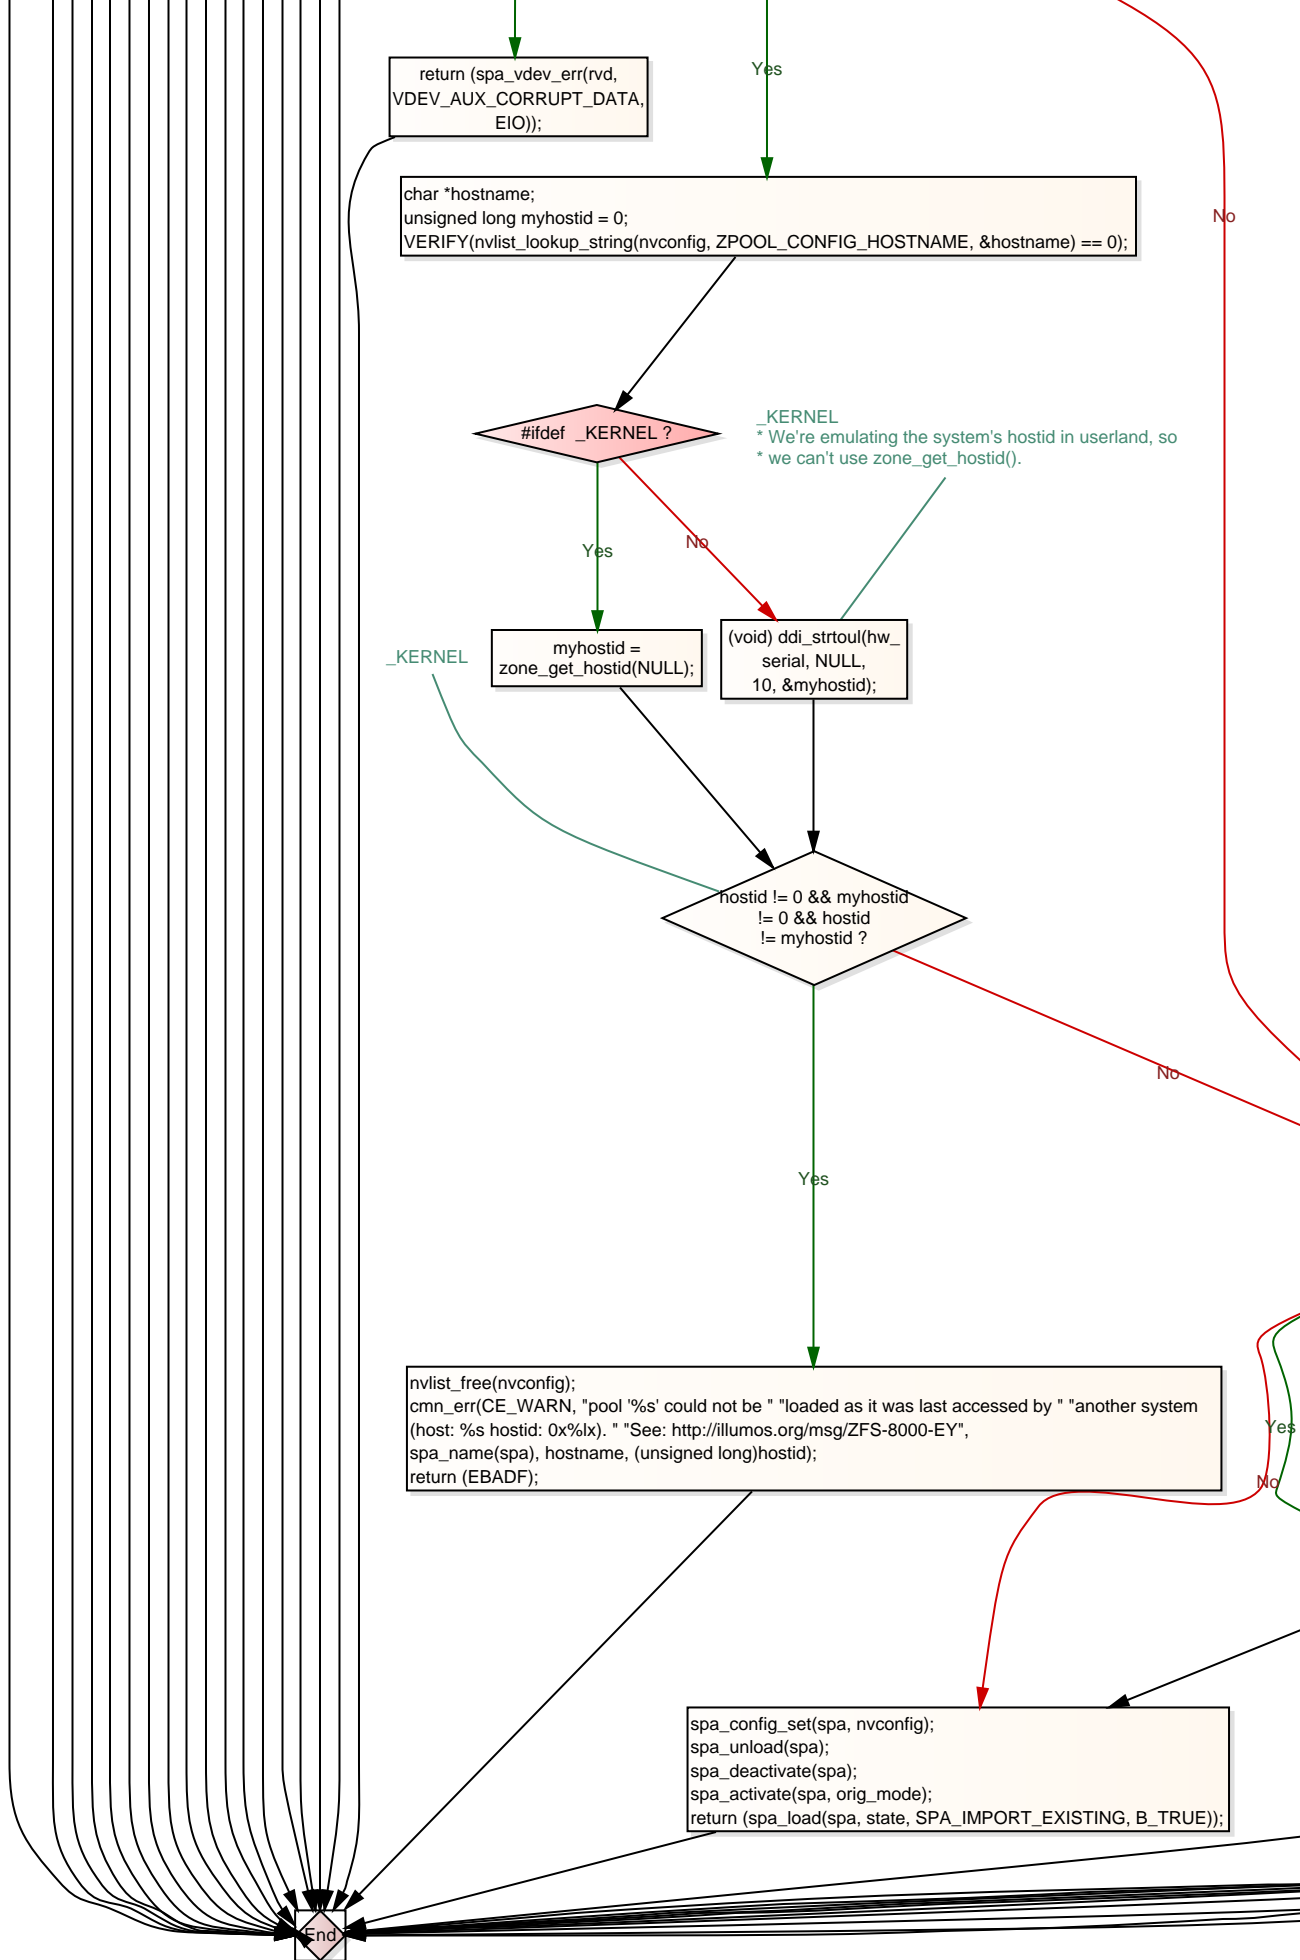 return (spa_vdev_err(rvd,
VDEV_AUX_CORRUPT_DATA,
EIO));
Yes
char *hostname;
unsigned long myhostid = 0;
VERIFY(nvlist_lookup_string(nvconfig, ZPOOL_CONFIG_HOSTNAME, &hostname) == 0);
No
#ifdef _KERNEL ?
_KERNEL
* We're emulating the system's hostid in userland, so
* we can't use zone_get_hostid().
Yes
No
_KERNEL
myhostid =
zone_get_hostid(NULL);
(void) ddi_strtoul(hw_
serial, NULL,
10, &myhostid);
hostid != 0 && myhostid
!= 0 && hostid
!= myhostid ?
No
Yes
nvlist_free(nvconfig);
cmn_err(CE_WARN, "pool '%s' could not be " "loaded as it was last accessed by " "another system
(host: %s hostid: 0x%lx). " "See: http://illumos.org/msg/ZFS-8000-EY",
spa_name(spa), hostname, (unsigned long)hostid);
return (EBADF);
Yes
No
spa_config_set(spa, nvconfig);
spa_unload(spa);
spa_deactivate(spa);
spa_activate(spa, orig_mode);
return (spa_load(spa, state, SPA_IMPORT_EXISTING, B_TRUE));
End